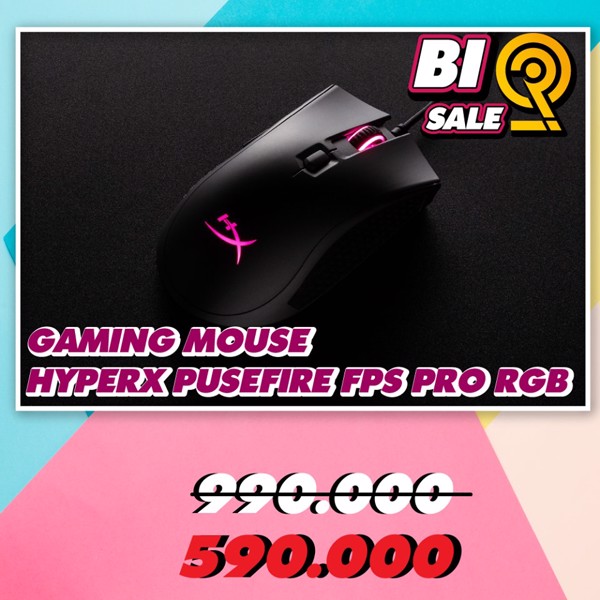 BI
SALE
GAMING MOUSE
HYPERX PUSEFIRE FPS PRO RGB
990.000
590.000